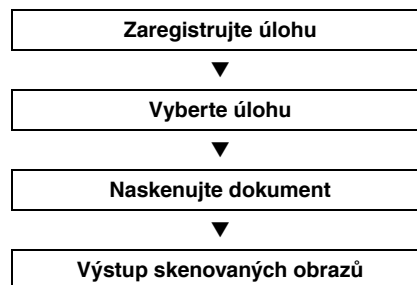 Zaregistrujte úlohu
▼
Vyberte úlohu
▼
Naskenujte dokument
▼
Výstup skenovaných obrazů